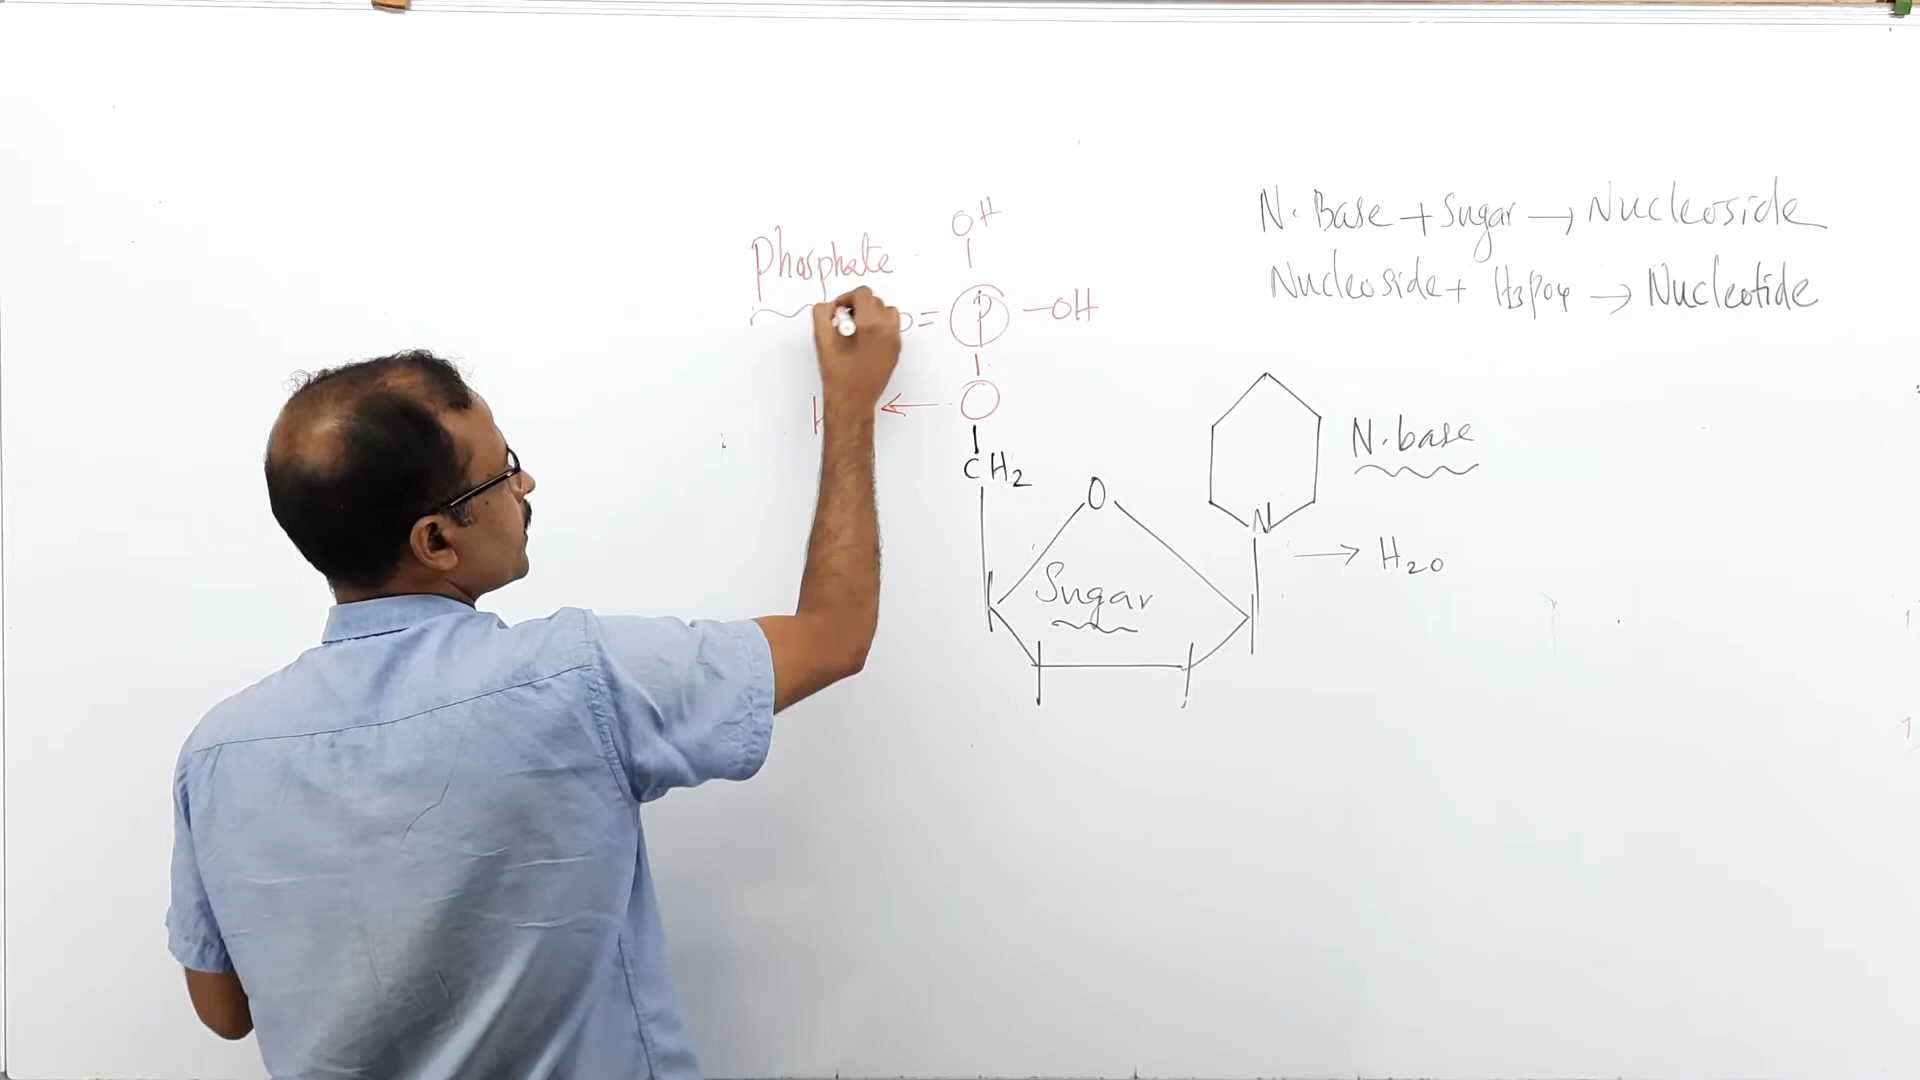 N. Base + Sugar → Nucleoside
Nucleoside + H3PO4 → Nucleotide
OH
Phosphate
O = P - OH
O
CH2
O
N
N. base
→ H2O
Sugar